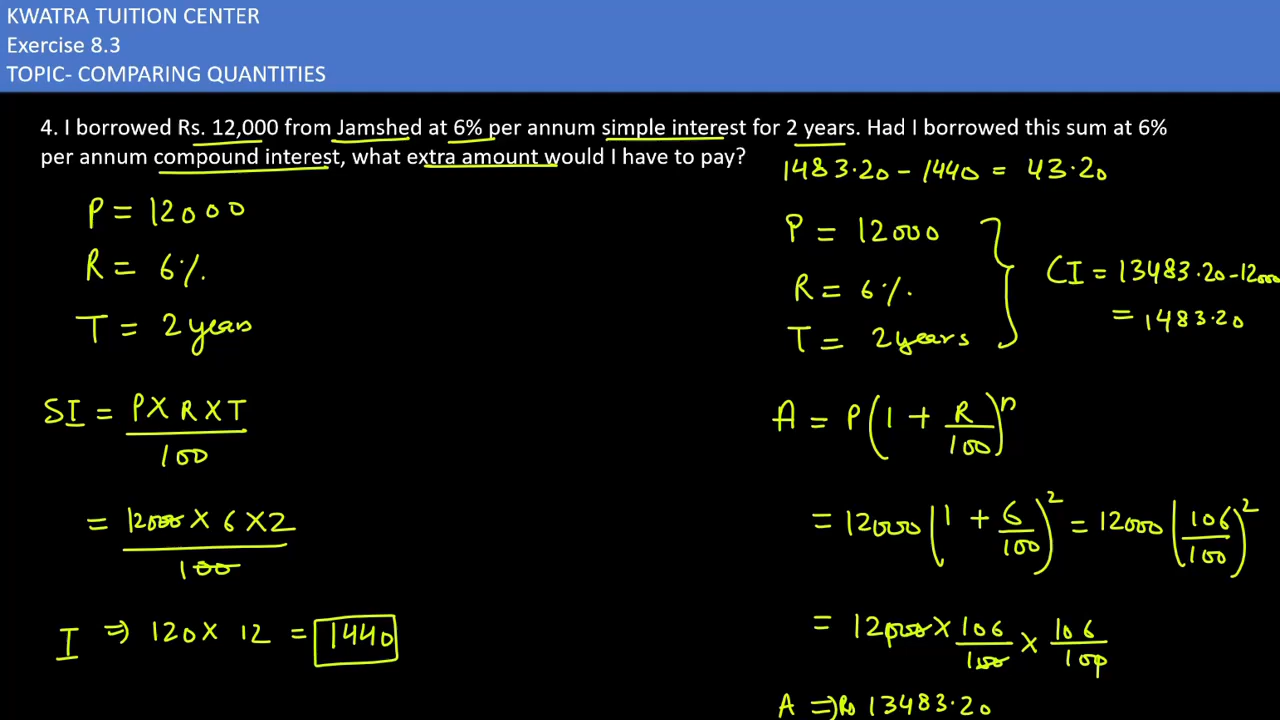 KWATRA TUITION CENTER
Exercise 8.3
TOPIC- COMPARING QUANTITIES
4. I borrowed Rs. 12,000 from Jamshed at 6% per annum simple interest for 2 years. Had I borrowed this sum at 6%
per annum compound interest, what extra amount would I have to pay?
1483.20 - 1440 = 43.20
P = 12000
R = 6%
T = 2 years
SI = P X R X T / 100
= 12000 X 6 X 2 / 100
I ⇒ 120 X 12 = 1440
P = 12000
R = 6%
T = 2 years
CI = 13483.20 - 12000
= 1483.20
A = P(1 + R/100)^n
= 12000(1 + 6/100)^2 = 12000(106/100)^2
= 12000 X 106/100 X 106/100
A ⇒ Rs 13483.20